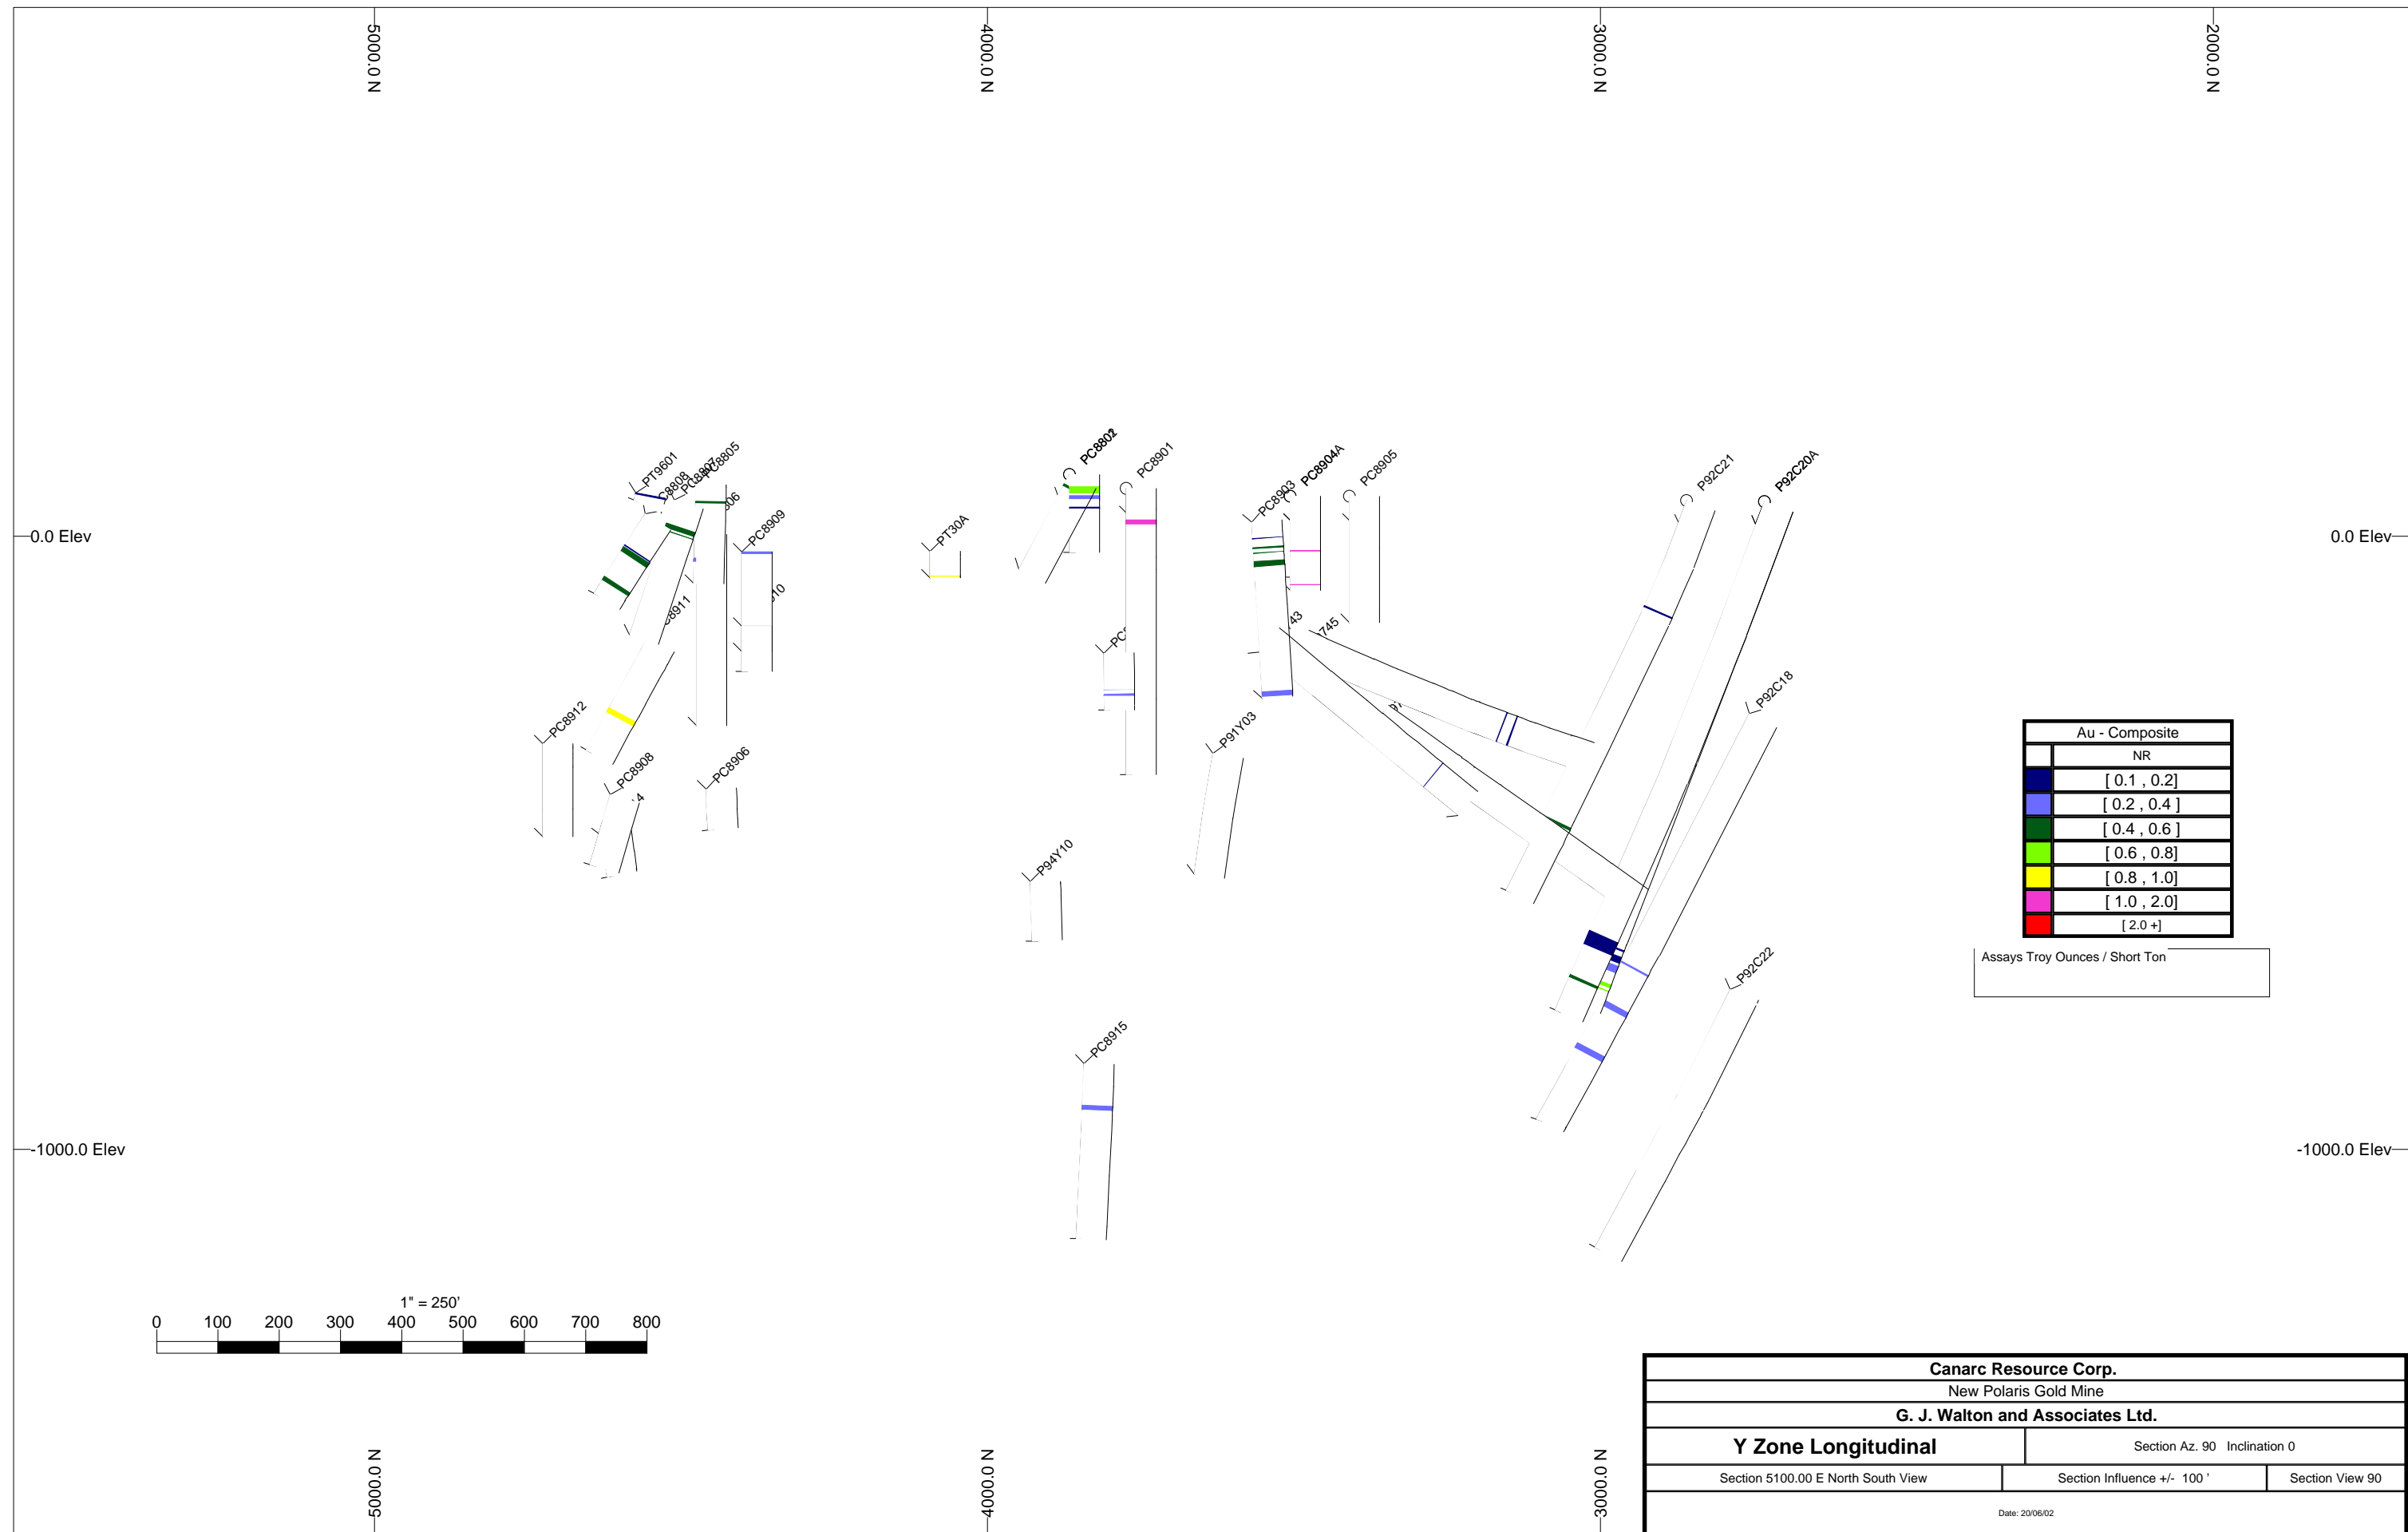 5000.0 N
4000.0 N
3000.0 N
2000.0 N
0.0 Elev
0.0 Elev
PT9601
PC8807
PC8805
C8808
PC8909
C8911
PT30A
PC8901
PC8903
PC8904A
PC8905
P92C21
P92C20A
P92C18
PC8912
PC8908
PC8906
P91Y03
P94Y10
P92C22
PC8915
745
Au - Composite
NR
[ 0.1 , 0.2]
[ 0.2 , 0.4 ]
[ 0.4 , 0.6 ]
[ 0.6 , 0.8]
[ 0.8 , 1.0]
[ 1.0 , 2.0]
[ 2.0 +]
Assays Troy Ounces / Short Ton
-1000.0 Elev
-1000.0 Elev
1" = 250'
0 100 200 300 400 500 600 700 800
5000.0 N
4000.0 N
3000.0 N
Canarc Resource Corp.
New Polaris Gold Mine
G. J. Walton and Associates Ltd.
Y Zone Longitudinal
Section Az. 90 Inclination 0
Section 5100.00 E North South View
Section Influence +/- 100 '
Section View 90
Date: 20/06/02